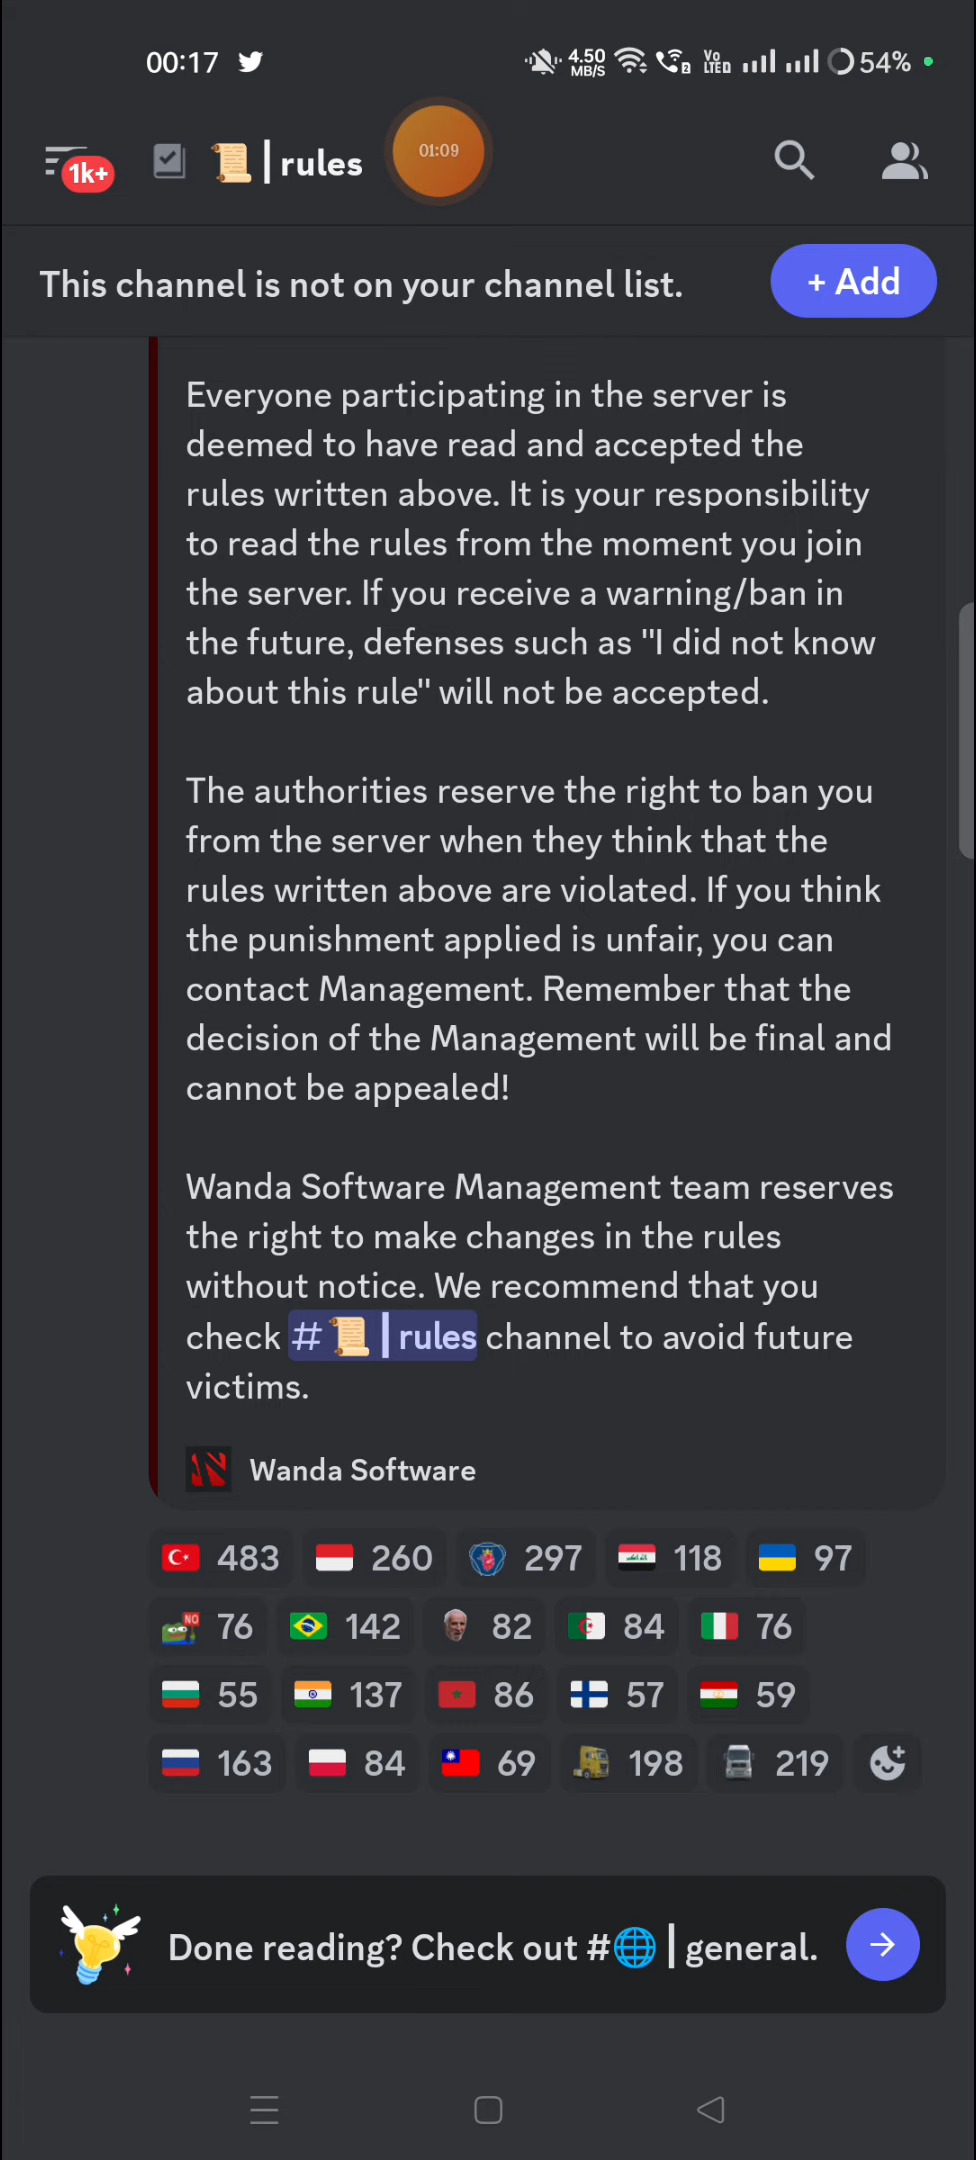 00:17 4.50 MB/S 2 Vo LTED 54%
1k+ | rules 01:09
This channel is not on your channel list. + Add
Everyone participating in the server is
deemed to have read and accepted the
rules written above. It is your responsibility
to read the rules from the moment you join
the server. If you receive a warning/ban in
the future, defenses such as "I did not know
about this rule" will not be accepted.
The authorities reserve the right to ban you
from the server when they think that the
rules written above are violated. If you think
the punishment applied is unfair, you can
contact Management. Remember that the
decision of the Management will be final and
cannot be appealed!
Wanda Software Management team reserves
the right to make changes in the rules
without notice. We recommend that you
check #📜 | rules channel to avoid future
victims.
Wanda Software
483 260 297 118 97
NO 76 142 82 84 76
55 137 86 57 59
163 84 69 198 219
Done reading? Check out #🌐 | general.